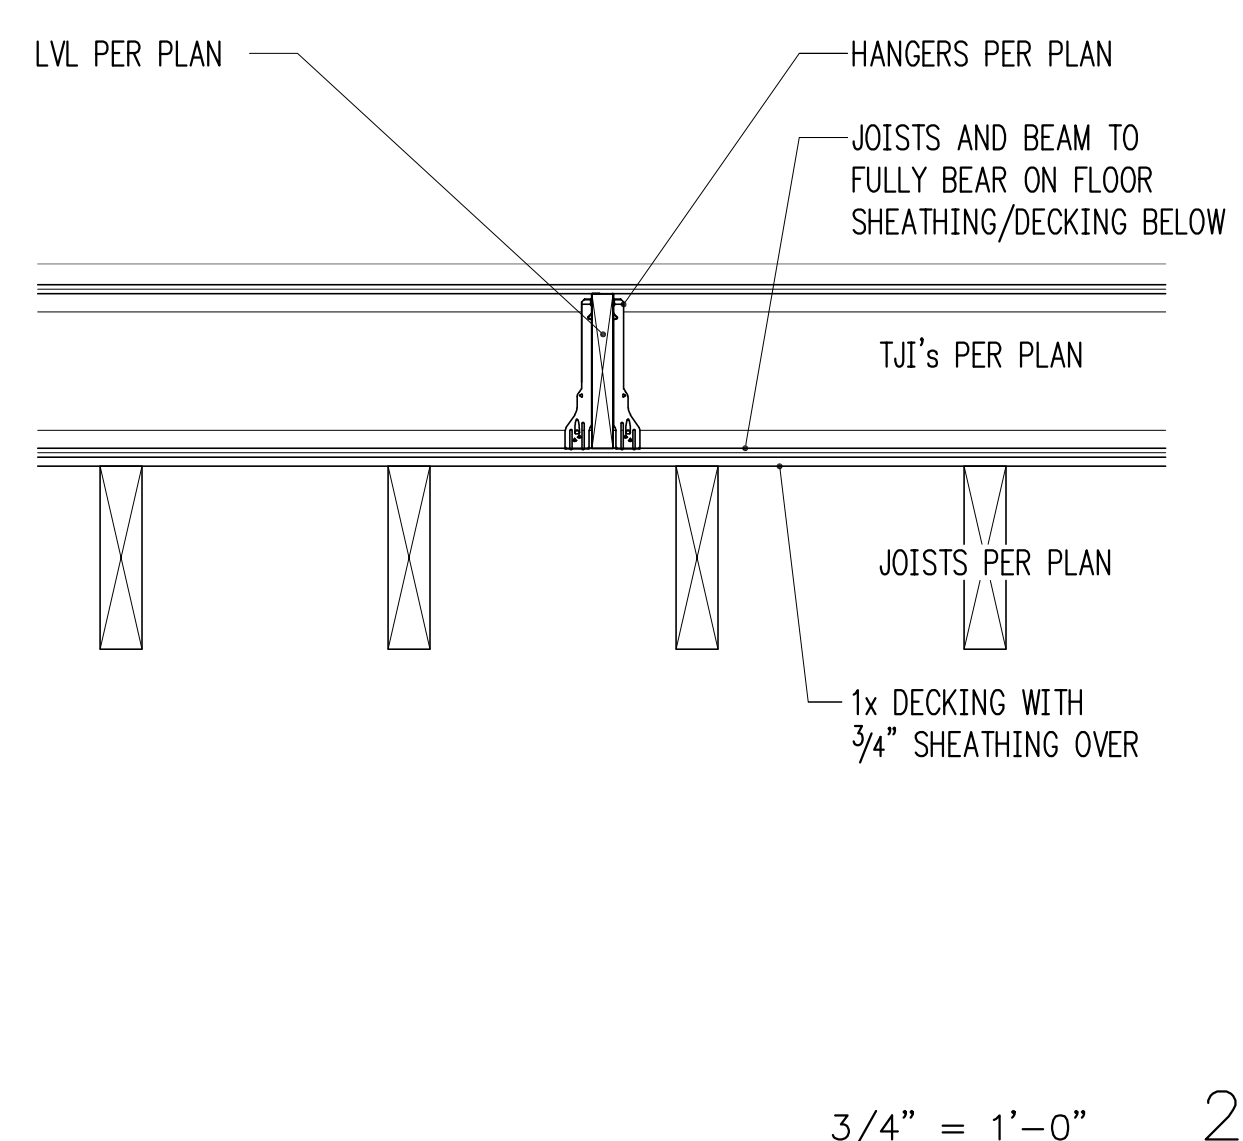 LVL PER PLAN
HANGERS PER PLAN
JOISTS AND BEAM TO
FULLY BEAR ON FLOOR
SHEATHING/DECKING BELOW
TJI's PER PLAN
JOISTS PER PLAN
1x DECKING WITH
3/4" SHEATHING OVER
3/4" = 1'-0"
2